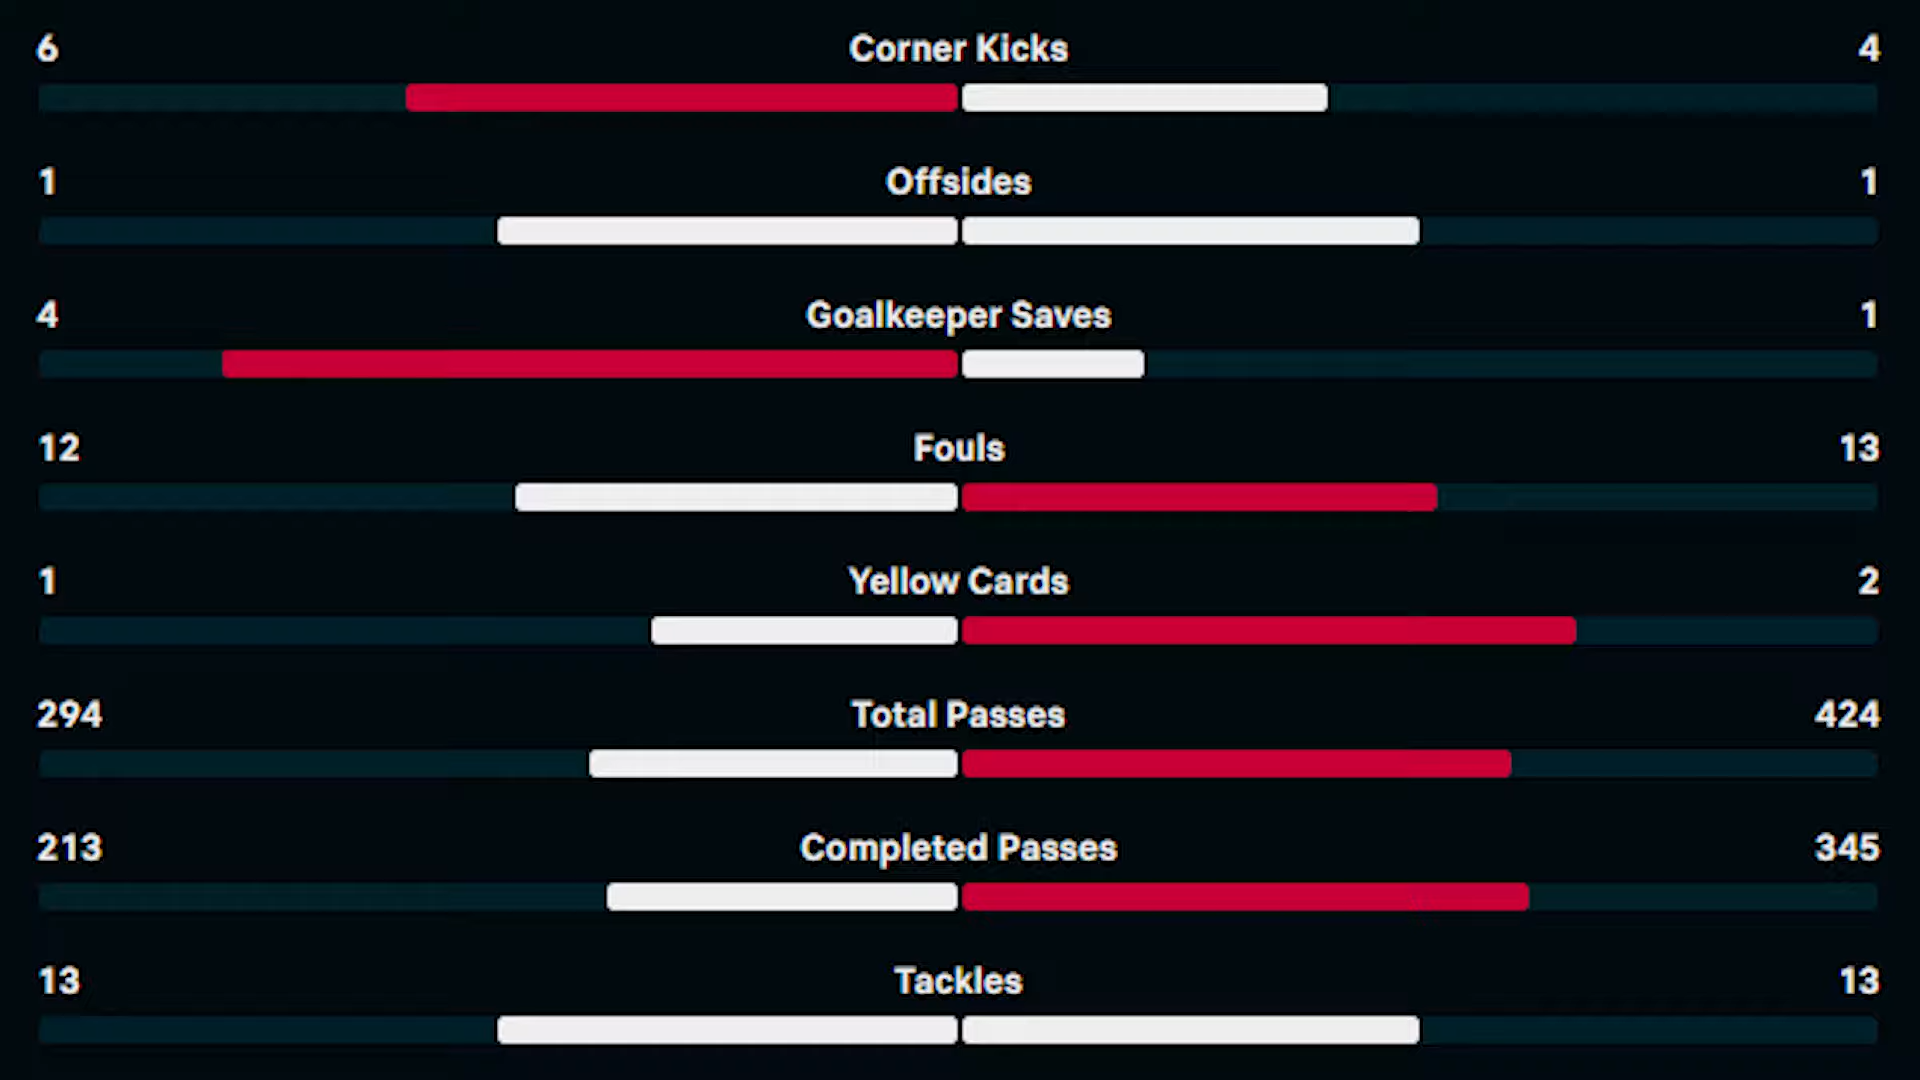 6 Corner Kicks 4
1 Offsides 1
4 Goalkeeper Saves 1
12 Fouls 13
1 Yellow Cards 2
294 Total Passes 424
213 Completed Passes 345
13 Tackles 13